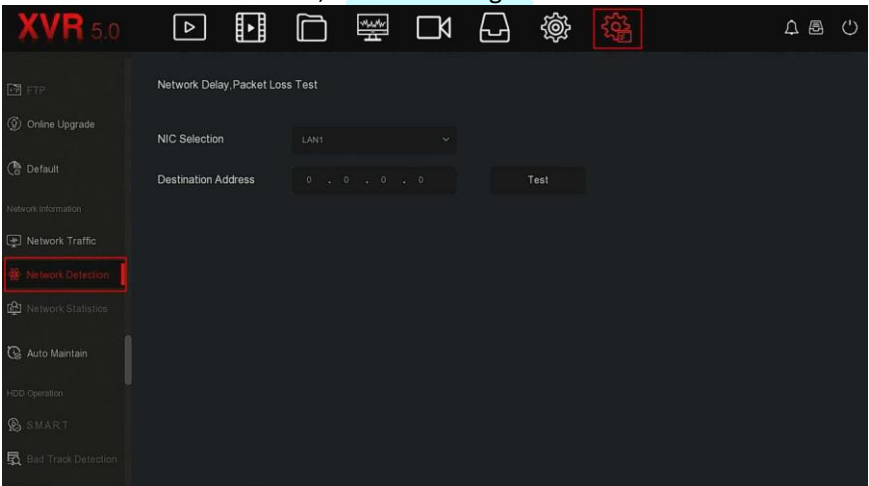 XVR 5.0
FTP
Online Upgrade
Default
Network Information
Network Traffic
Network Detection
Network Statistics
Auto Maintain
HDD Operation
S.M.A.R.T
Bad Track Detection
Network Delay,Packet Loss Test
NIC Selection LAN1
Destination Address 0 . 0 . 0 . 0 Test